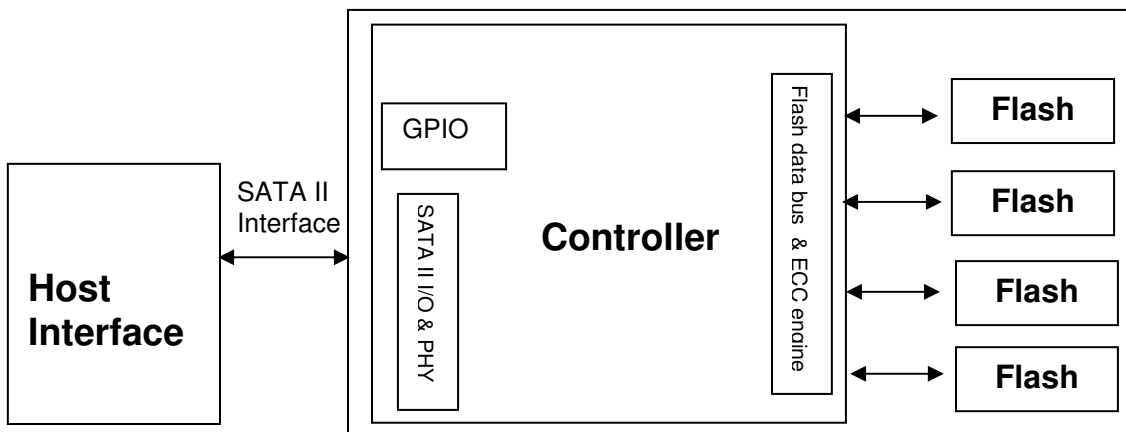 Host
Interface
SATA II
Interface
GPIO
SATA II I/O & PHY
Controller
Flash data bus & ECC engine
Flash
Flash
Flash
Flash